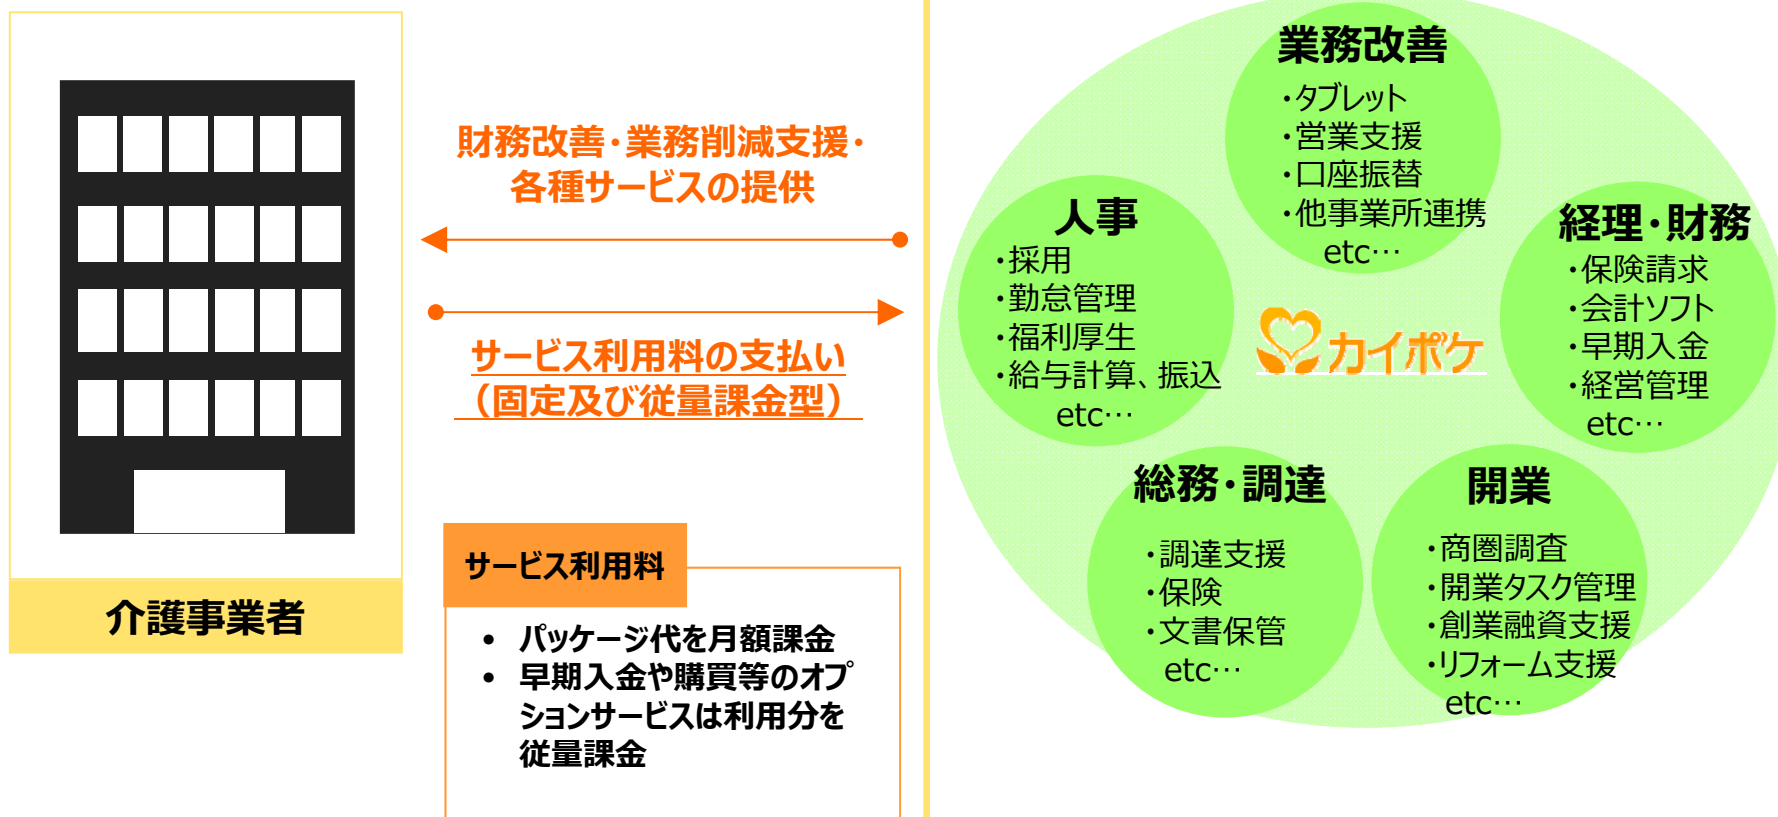 介護事業者
財務改善・業務削減支援・
各種サービスの提供
サービス利用料の支払い
（固定及び従量課金型）
サービス利用料
• パッケージ代を月額課金
• 早期入金や購買等のオプ
ションサービスは利用分を
従量課金
業務改善
・タブレット
・営業支援
・口座振替
・他事業所連携
etc…
人事
・採用
・勤怠管理
・福利厚生
・給与計算、振込
etc…
カイポケ
経理・財務
・保険請求
・会計ソフト
・早期入金
・経営管理
etc…
総務・調達
・調達支援
・保険
・文書保管
etc…
開業
・商圏調査
・開業タスク管理
・創業融資支援
・リフォーム支援
etc…